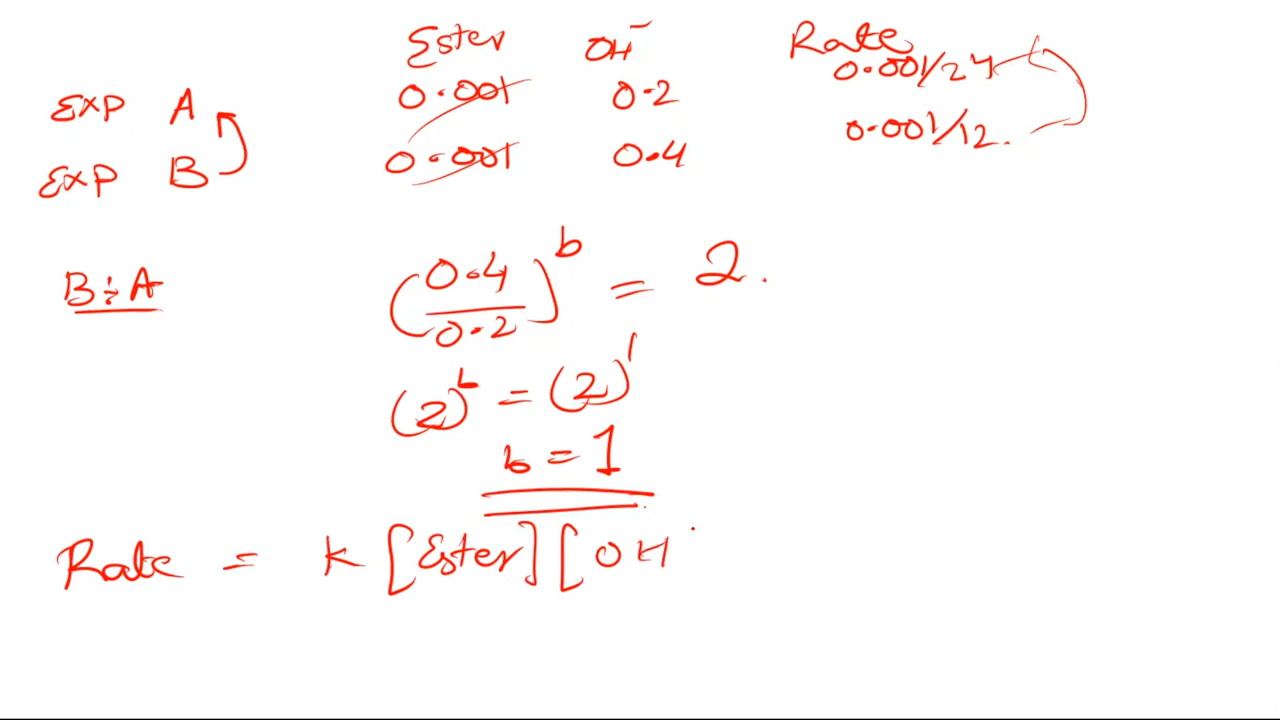 Ester OH⁻ Rate
EXP A 0.001 0.2 0.001/24
EXP B 0.001 0.4 0.001/12.
B÷A (0.4/0.2)^b = 2.
(2)^b = (2)^1
b = 1
Rate = K [Ester] [OH